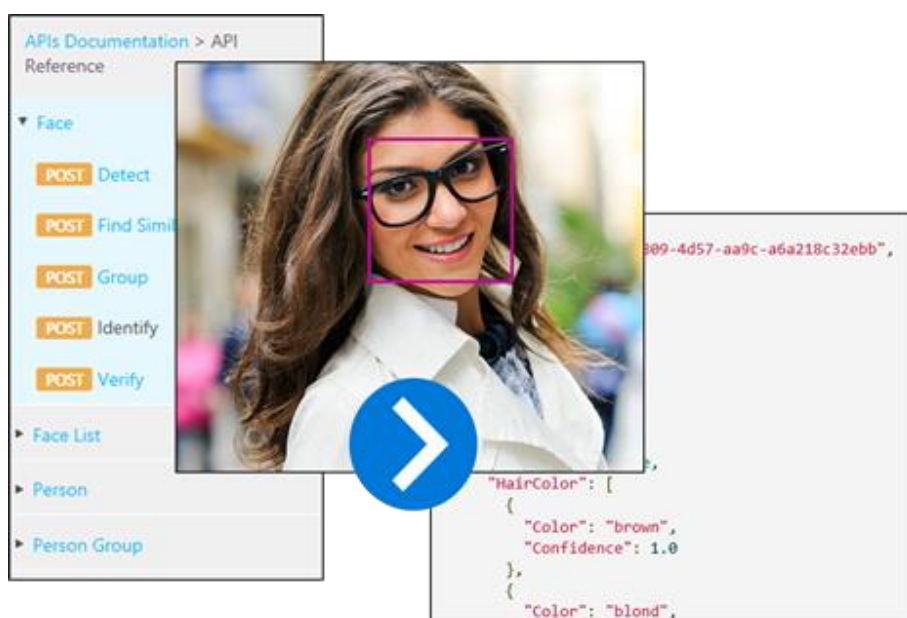 APIs Documentation > API
Reference
Face
POST Detect
POST Find Simil
POST Group
POST Identify
POST Verify
Face List
Person
Person Group
309-4d57-aa9c-a6a218c32ebb",
"HairColor": [
{
"Color": "brown",
"Confidence": 1.0
},
{
"Color": "blond",